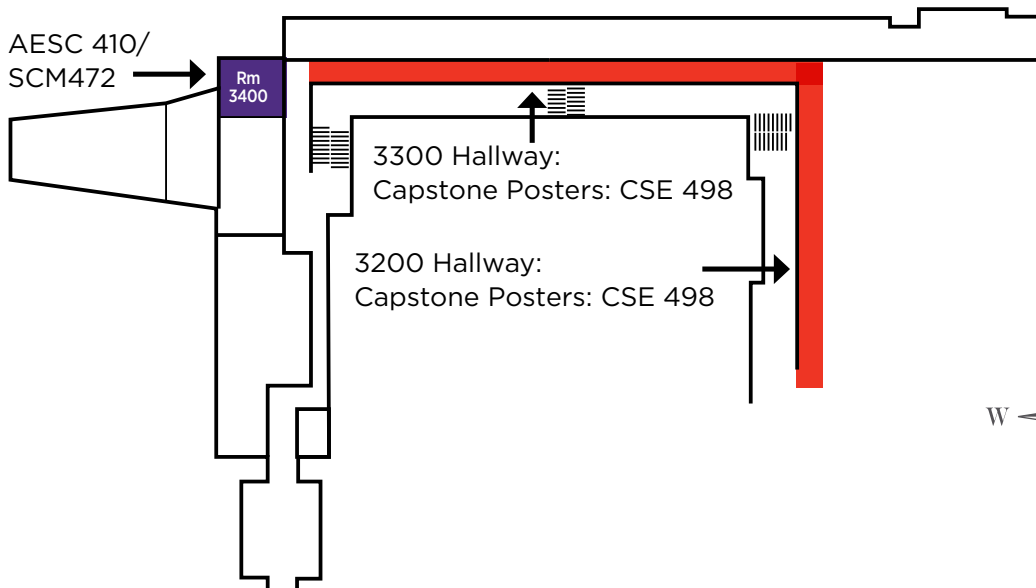 AESC 410/
SCM472
Rm
3400
3300 Hallway:
Capstone Posters: CSE 498
3200 Hallway:
Capstone Posters: CSE 498
W